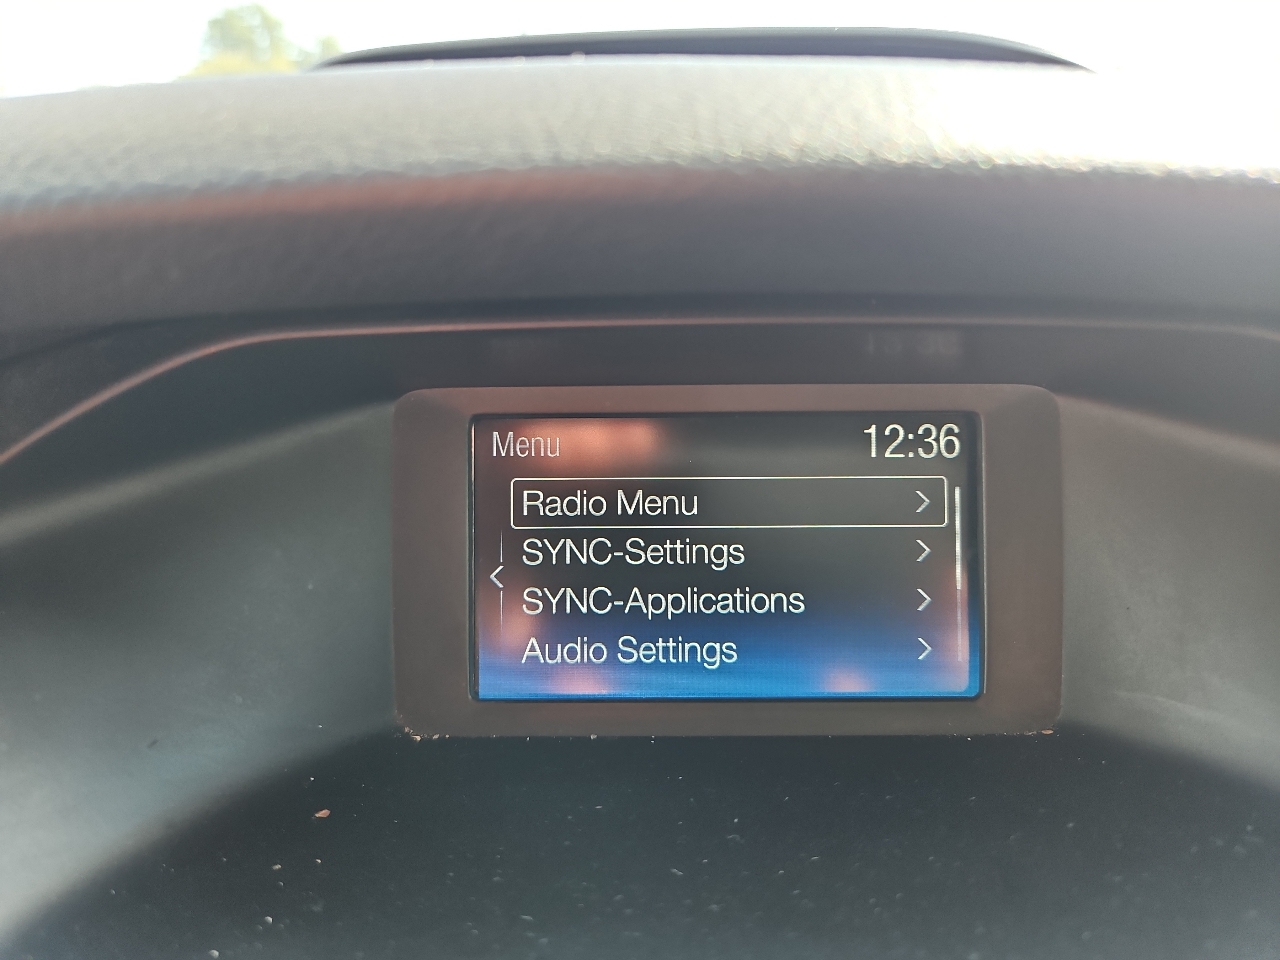 Menu 12:36
Radio Menu
SYNC-Settings
SYNC-Applications
Audio Settings